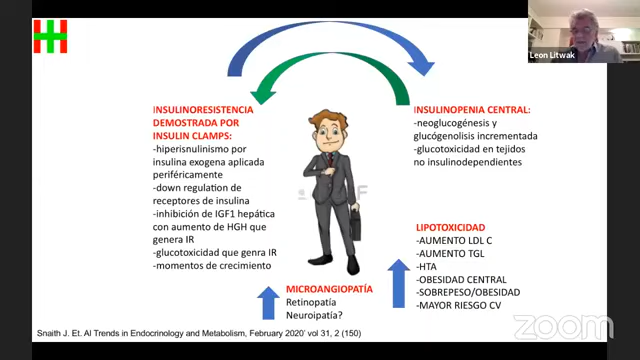 Leon Litwak
INSULINORESISTENCIA
DEMOSTRADA POR
INSULIN CLAMPS:
-hiperisnulinismo por
insulina exogena aplicada
periféricamente
-down regulation de
receptores de insulina
-inhibición de IGF1 hepática
con aumento de HGH que
genera IR
-glucotoxicidad que genra IR
-momentos de crecimiento
INSULINOPENIA CENTRAL:
-neoglucogénesis y
glucógenolisis incrementada
-glucotoxicidad en tejidos
no insulinodependientes
LIPOTOXICIDAD
-AUMENTO LDL C
-AUMENTO TGL
-HTA
-OBESIDAD CENTRAL
-SOBREPESO/OBESIDAD
-MAYOR RIESGO CV
MICROANGIOPATÍA
Retinopatía
Neuroipatía?
Snaith J. Et. Al Trends in Endocrinology and Metabolism, February 2020' vol 31, 2 (150)
zoom